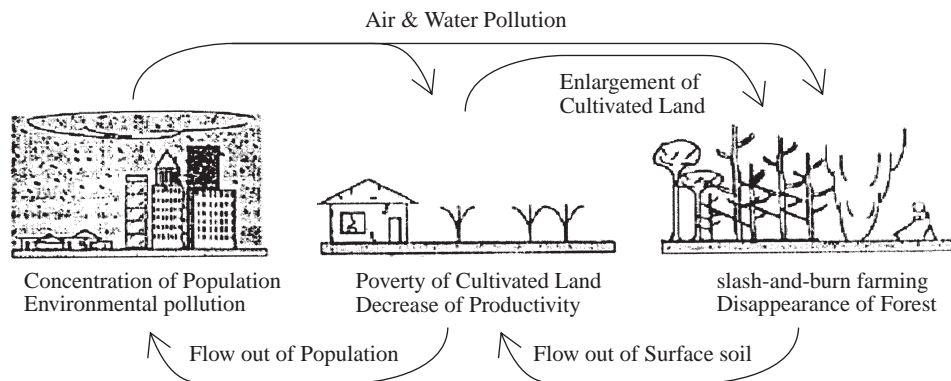 Air & Water Pollution
Enlargement of
Cultivated Land
Concentration of Population
Environmental pollution
Poverty of Cultivated Land
Decrease of Productivity
slash-and-burn farming
Disappearance of Forest
Flow out of Population
Flow out of Surface soil